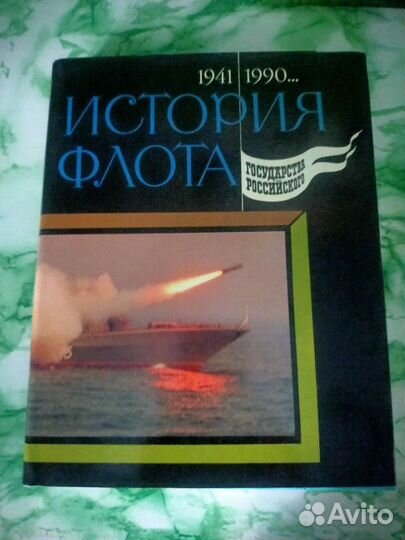 1941 1990...
ИСТОРИЯ
ФЛОТА
ГОСУДАРСТВА
РОССИЙСКОГО
Avito